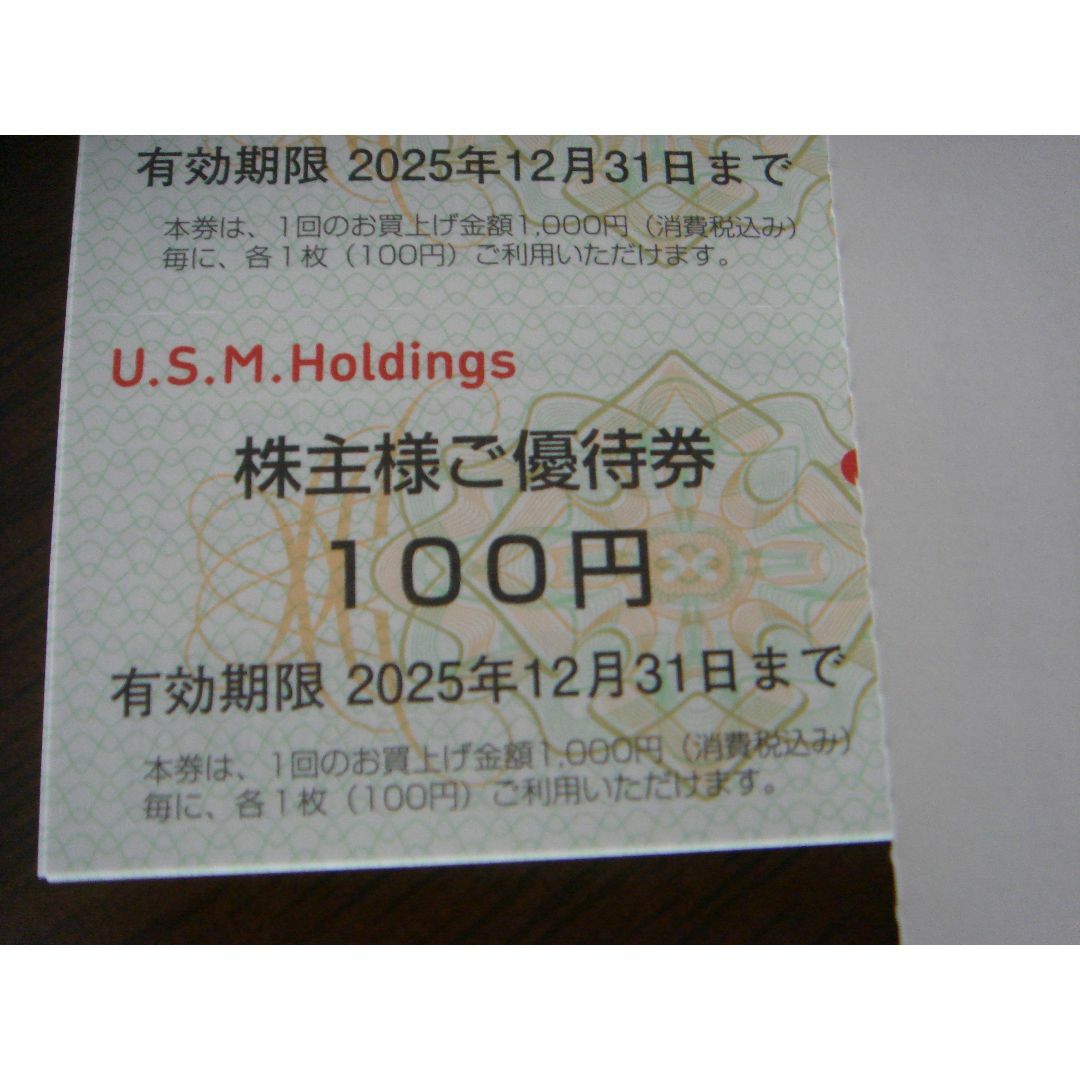 有効期限 2025年12月31日まで
本券は、1回のお買上げ金額1,000円（消費税込み）
毎に、各1枚（100円）ご利用いただけます。
U.S.M.Holdings
株主様ご優待券
100円
有効期限 2025年12月31日まで
本券は、1回のお買上げ金額1,000円（消費税込み）
毎に、各1枚（100円）ご利用いただけます。